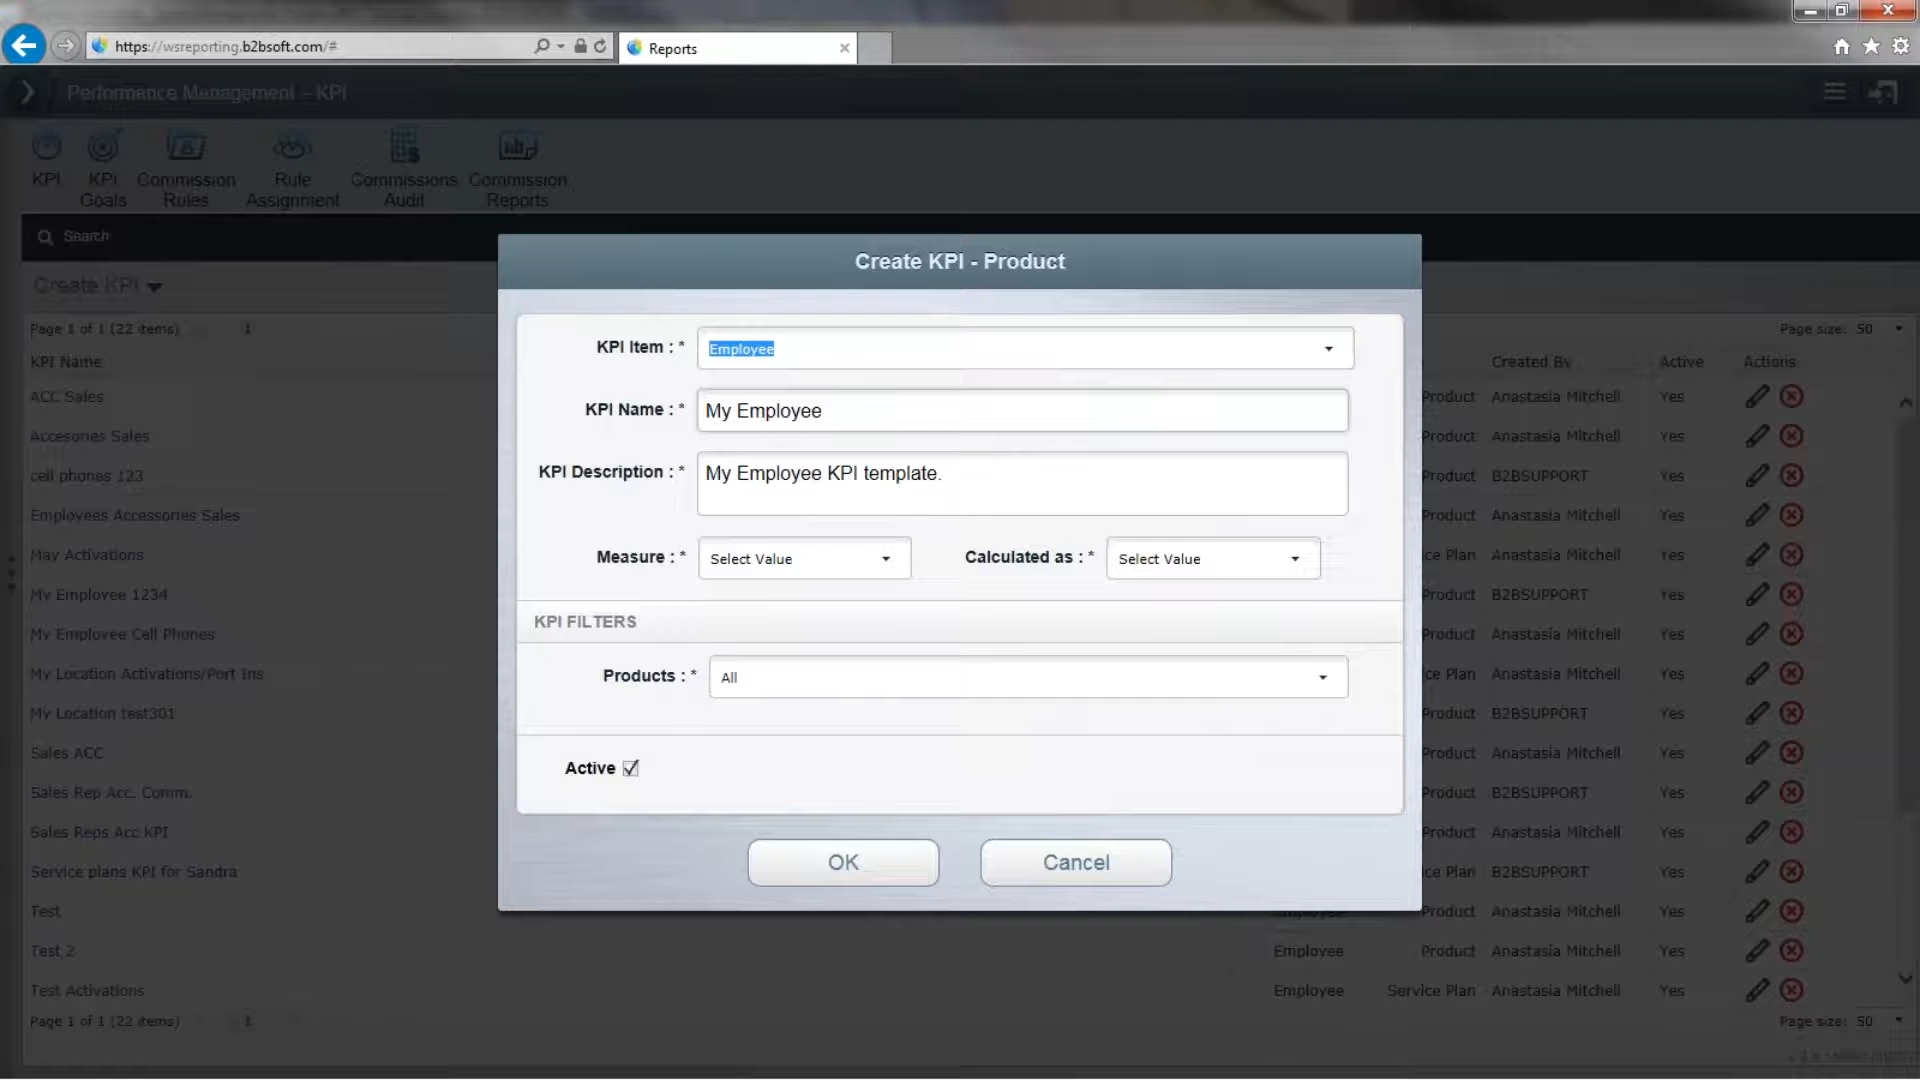 https://wsreporting.b2bsoft.com/#
Reports
Performance Management – KPI
KPI
KPI Goals
Commission Rules
Rule Assignment
Commissions Audit
Commission Reports
Search
Create KPI
Page 1 of 1 (22 items) 1
Page size: 50
KPI Name
Created By Active Actions
ACC Sales
Product Anastasia Mitchell Yes
Accesories Sales
Product Anastasia Mitchell Yes
cell phones 123
Product B2BSUPPORT Yes
Employees Accessories Sales
Product Anastasia Mitchell Yes
May Activations
ce Plan Anastasia Mitchell Yes
My Employee 1234
Product B2BSUPPORT Yes
My Employee Cell Phones
Product Anastasia Mitchell Yes
My Location Activations/Port Ins
ce Plan Anastasia Mitchell Yes
My Location test301
Product B2BSUPPORT Yes
Sales ACC
Product Anastasia Mitchell Yes
Sales Rep Acc. Comm.
Product B2BSUPPORT Yes
Sales Reps Acc KPI
Product Anastasia Mitchell Yes
Service plans KPI for Sandra
ce Plan B2BSUPPORT Yes
Test
Employee Product Anastasia Mitchell Yes
Test 2
Employee Product Anastasia Mitchell Yes
Test Activations
Employee Service Plan Anastasia Mitchell Yes
Page 1 of 1 (22 items) 1
Page size: 50
Create KPI - Product
KPI Item : * Employee
KPI Name : * My Employee
KPI Description : * My Employee KPI template.
Measure : * Select Value Calculated as : * Select Value
KPI FILTERS
Products : * All
Active
OK Cancel